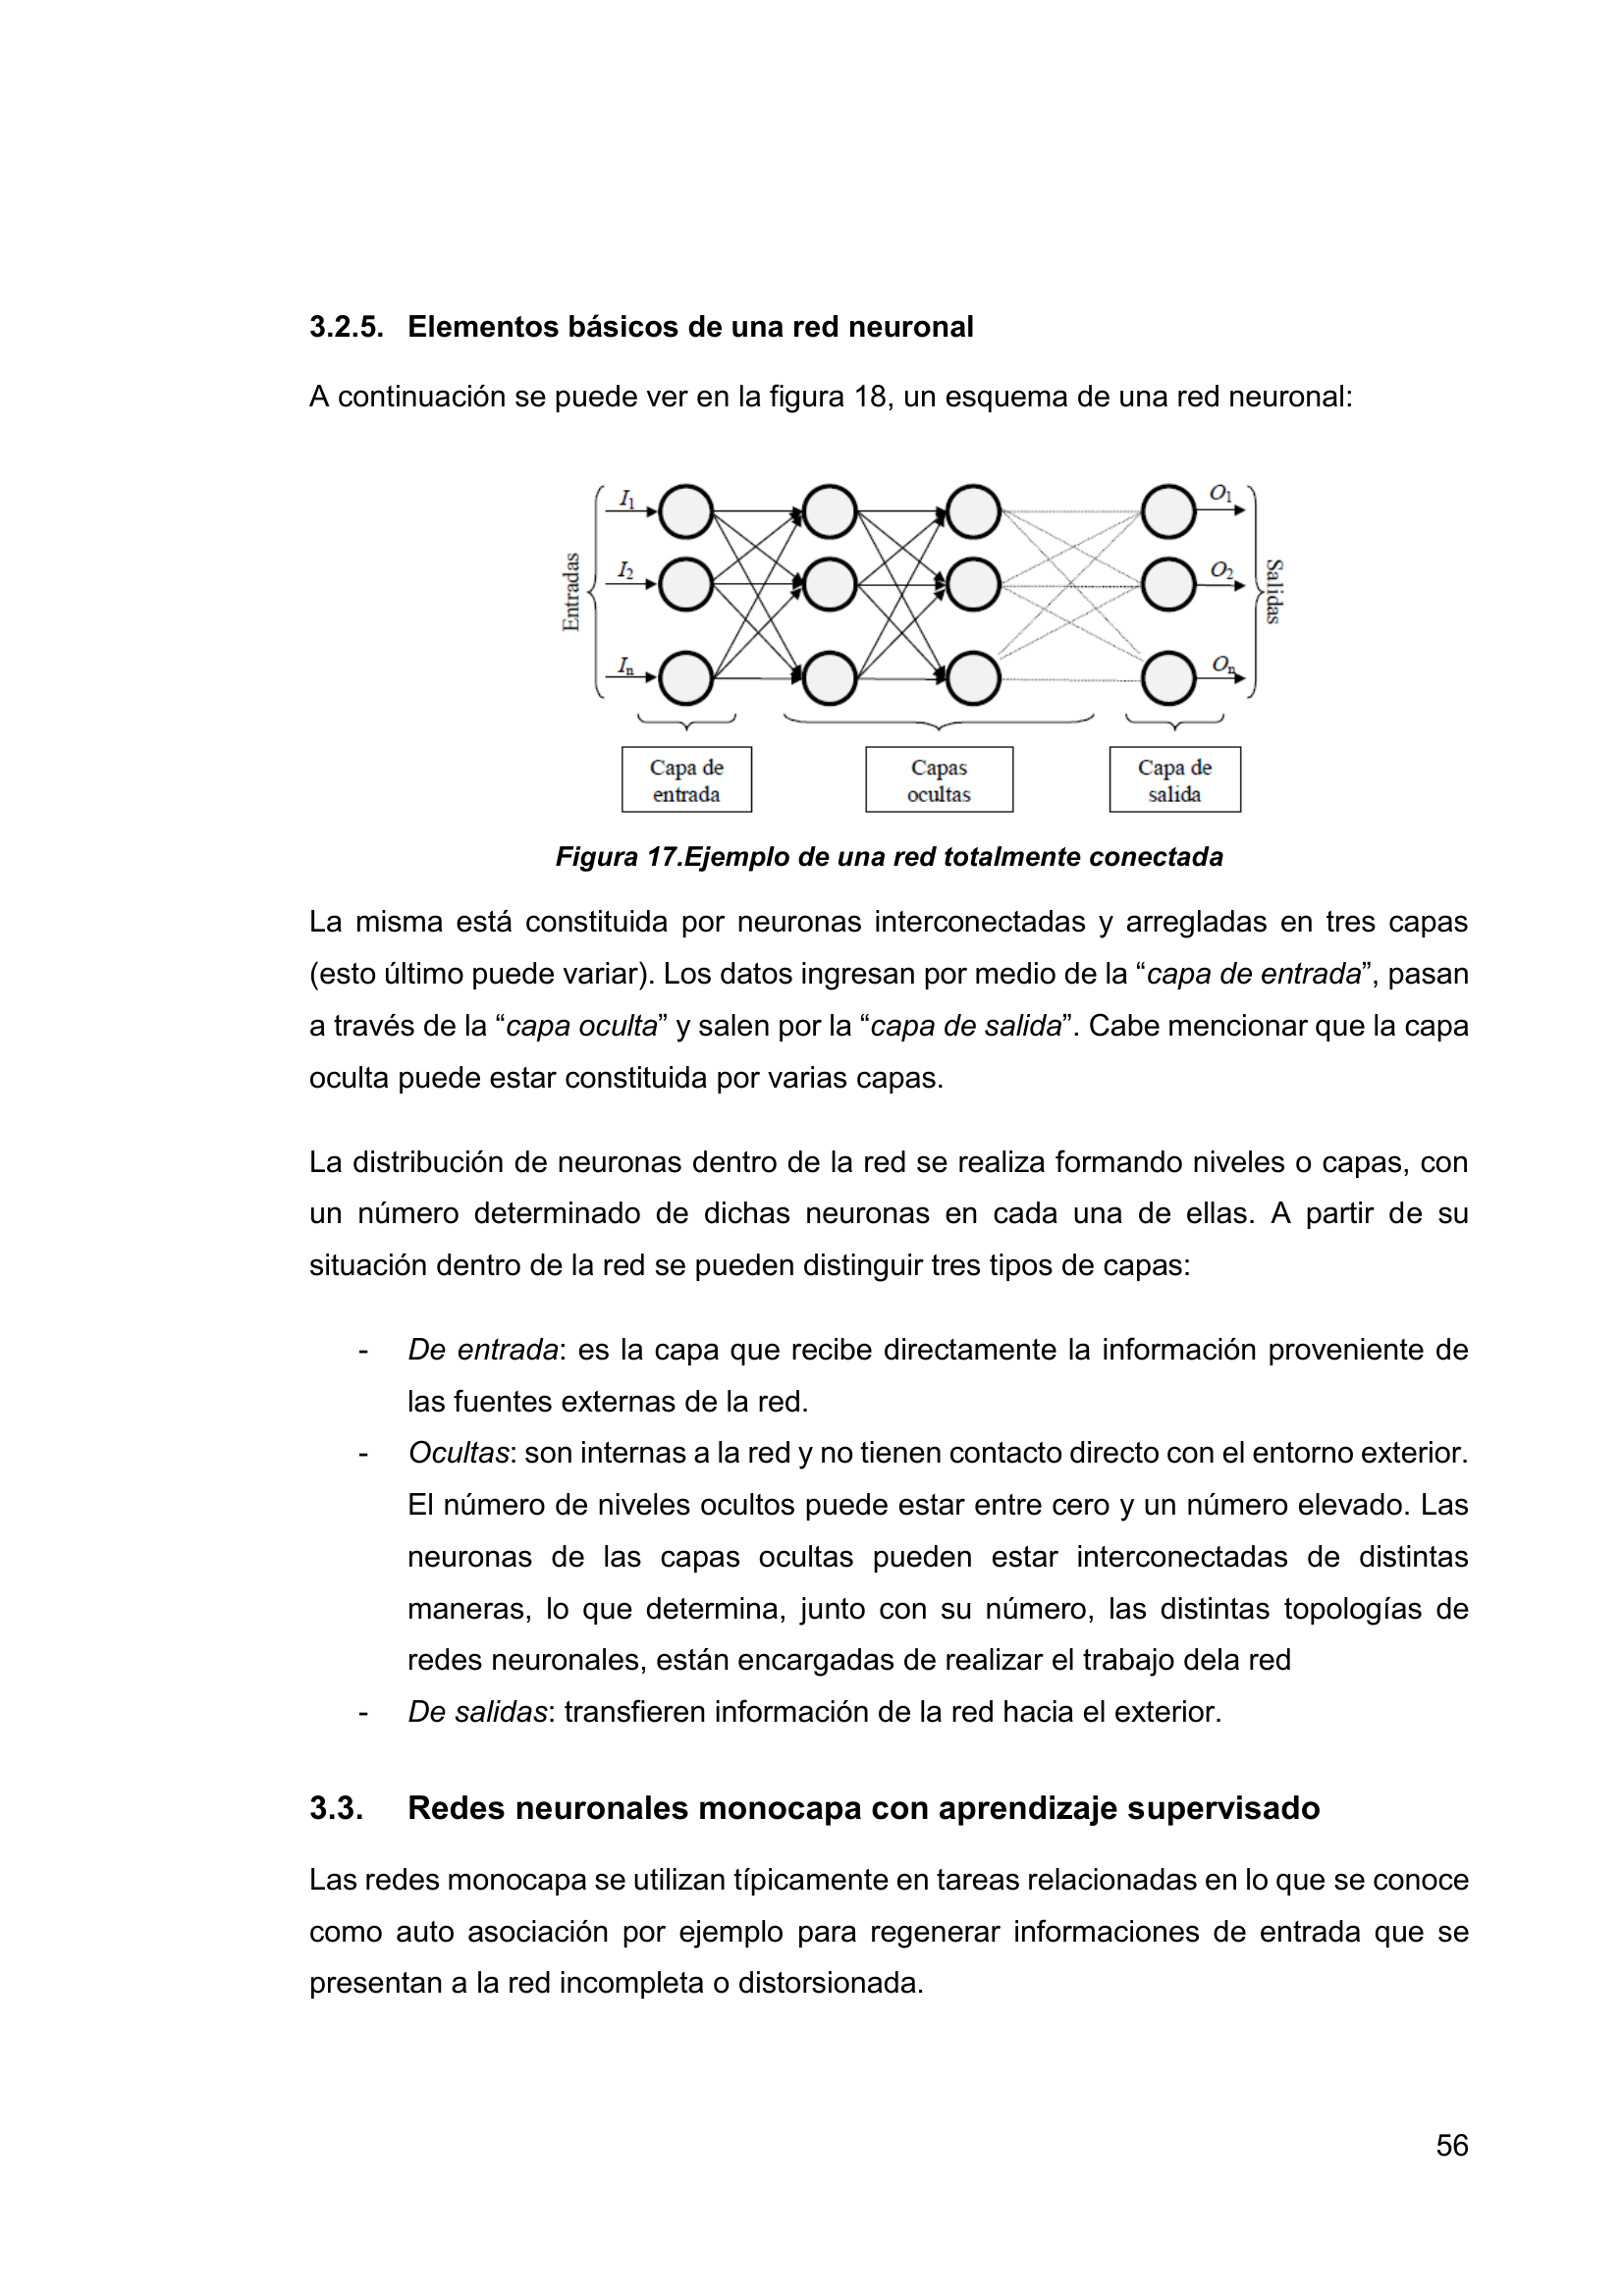 3.2.5. Elementos básicos de una red neuronal
A continuación se puede ver en la figura 18, un esquema de una red neuronal:
Entradas
I1
I2
In
O1
O2
On
Salidas
Capa de
entrada
Capas
ocultas
Capa de
salida
Figura 17.Ejemplo de una red totalmente conectada
La misma está constituida por neuronas interconectadas y arregladas en tres capas
(esto último puede variar). Los datos ingresan por medio de la “capa de entrada”, pasan
a través de la “capa oculta” y salen por la “capa de salida”. Cabe mencionar que la capa
oculta puede estar constituida por varias capas.
La distribución de neuronas dentro de la red se realiza formando niveles o capas, con
un número determinado de dichas neuronas en cada una de ellas. A partir de su
situación dentro de la red se pueden distinguir tres tipos de capas:
- De entrada: es la capa que recibe directamente la información proveniente de
las fuentes externas de la red.
- Ocultas: son internas a la red y no tienen contacto directo con el entorno exterior.
El número de niveles ocultos puede estar entre cero y un número elevado. Las
neuronas de las capas ocultas pueden estar interconectadas de distintas
maneras, lo que determina, junto con su número, las distintas topologías de
redes neuronales, están encargadas de realizar el trabajo dela red
- De salidas: transfieren información de la red hacia el exterior.
3.3. Redes neuronales monocapa con aprendizaje supervisado
Las redes monocapa se utilizan típicamente en tareas relacionadas en lo que se conoce
como auto asociación por ejemplo para regenerar informaciones de entrada que se
presentan a la red incompleta o distorsionada.
56